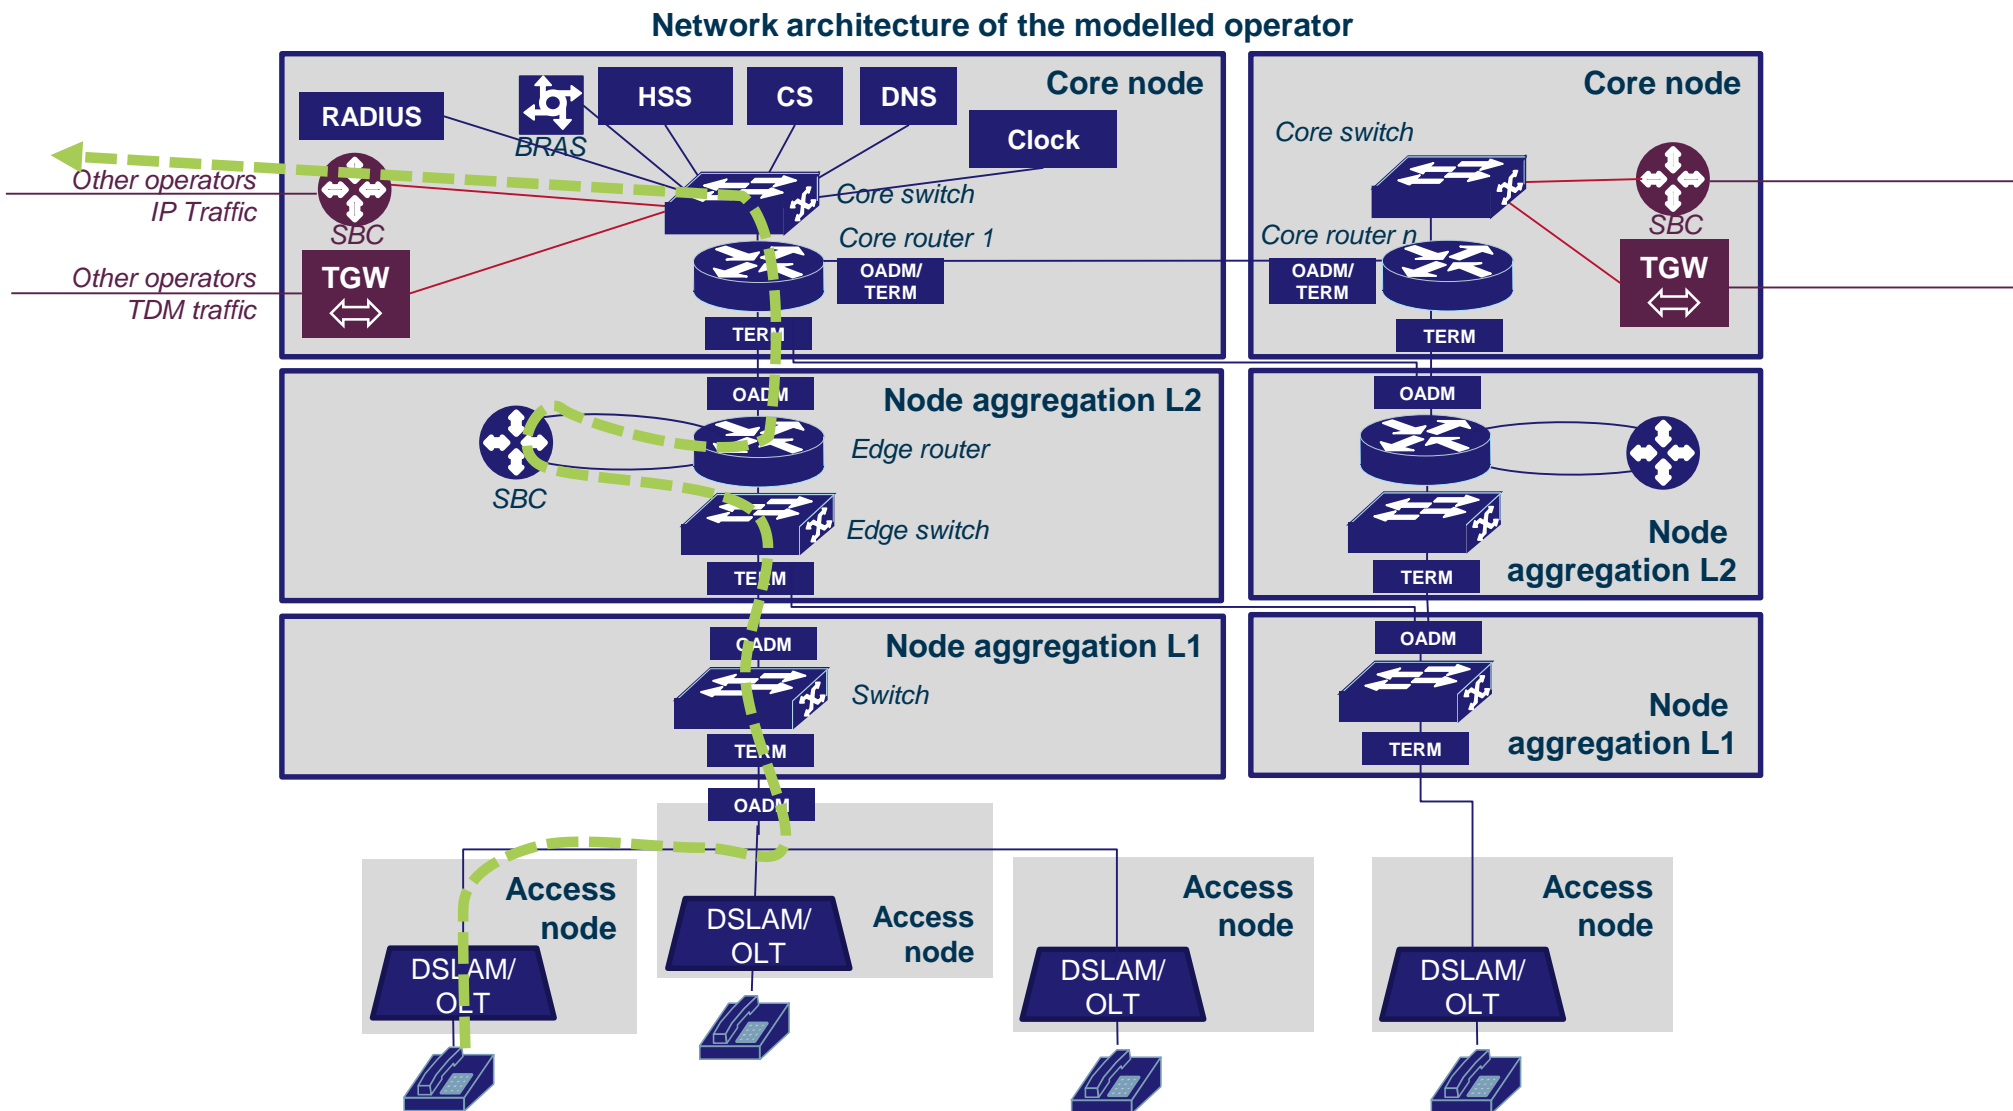 Network architecture of the modelled operator
Core node
RADIUS
BRAS
HSS
CS
DNS
Clock
Other operators
IP Traffic
SBC
Core switch
Core router 1
Other operators
TDM traffic
TGW
OADM/
TERM
TERM
Core node
Core switch
SBC
Core router n
OADM/
TERM
TGW
TERM
OADM
Node aggregation L2
Edge router
SBC
Edge switch
TERM
OADM
Node
aggregation L2
TERM
OADM
Node aggregation L1
Switch
TERM
OADM
Node
aggregation L1
TERM
OADM
Access
node
DSLAM/
OLT
Access
node
DSLAM/
OLT
Access
node
DSLAM/
OLT
Access
node
DSLAM/
OLT